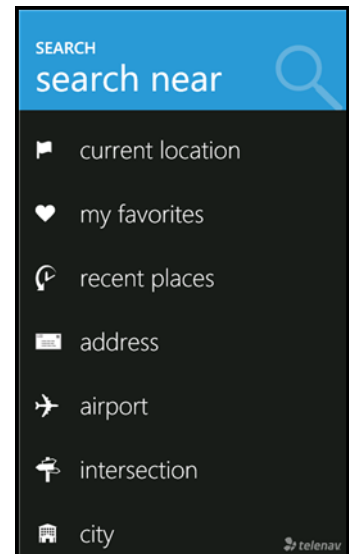 SEARCH
search near
current location
my favorites
recent places
address
airport
intersection
city
telenav